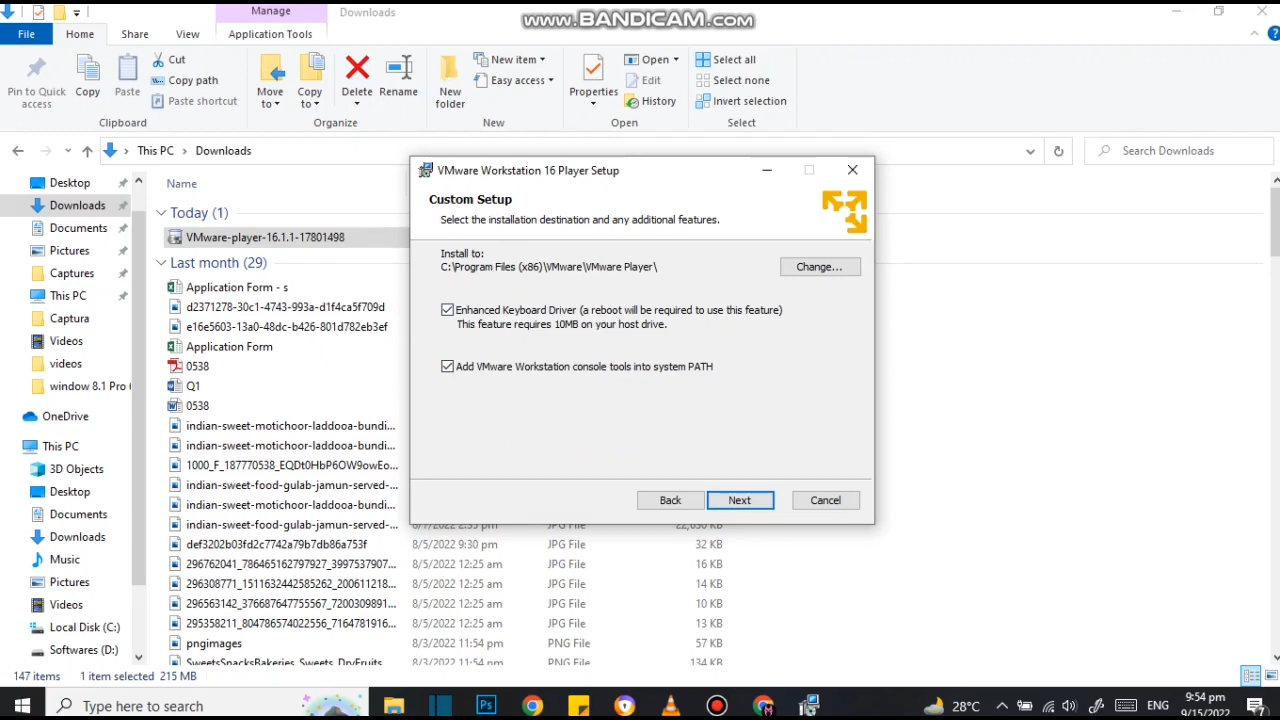 Manage
Downloads
www.BANDICAM.com
File
Home
Share
View
Application Tools
Pin to Quick access
Copy
Paste
Cut
Copy path
Paste shortcut
Clipboard
Move to
Copy to
Delete
Rename
Organize
New folder
New item
Easy access
New
Properties
Open
Edit
History
Open
Select all
Select none
Invert selection
Select
This PC
Downloads
Search Downloads
Desktop
Downloads
Documents
Pictures
Captures
This PC
Captura
Videos
videos
window 8.1 Pro
OneDrive
This PC
3D Objects
Desktop
Documents
Downloads
Music
Pictures
Videos
Local Disk (C:)
Softwares (D:)
Name
Today (1)
VMware-player-16.1.1-17801498
Last month (29)
Application Form - s
d2371278-30c1-4743-993a-d1f4ca5f709d
e16e5603-13a0-48dc-b426-801d782eb3ef
Application Form
0538
Q1
0538
indian-sweet-motichoor-laddooa-bundi...
indian-sweet-motichoor-laddooa-bundi...
1000_F_187770538_EQDt0HbP6OW9owEo...
indian-sweet-food-gulab-jamun-served-...
indian-sweet-motichoor-laddooa-bundi...
indian-sweet-food-gulab-jamun-served-...
def3202b03fd2c7742a79b7db86a753f 8/5/2022 9:30 pm JPG File 32 KB
296762041_786465162797927_3997537907... 8/5/2022 12:25 am JPG File 16 KB
296308771_1511632442585262_200611218... 8/5/2022 12:25 am JPG File 14 KB
296563142_376687647755567_7200309891... 8/5/2022 12:25 am JPG File 10 KB
295358211_804786574022556_7164781916... 8/5/2022 12:25 am JPG File 13 KB
pngimages 8/3/2022 11:54 pm PNG File 57 KB
SweetsSnacksBakeries_Sweets_DryFruits 8/3/2022 11:54 pm PNG File 134 KB
VMware Workstation 16 Player Setup
Custom Setup
Select the installation destination and any additional features.
Install to:
C:\Program Files (x86)\VMware\VMware Player\
Change...
Enhanced Keyboard Driver (a reboot will be required to use this feature)
This feature requires 10MB on your host drive.
Add VMware Workstation console tools into system PATH
Back
Next
Cancel
147 items 1 item selected 215 MB
Type here to search
Ps
28°C
ENG
9:54 pm
9/15/2022